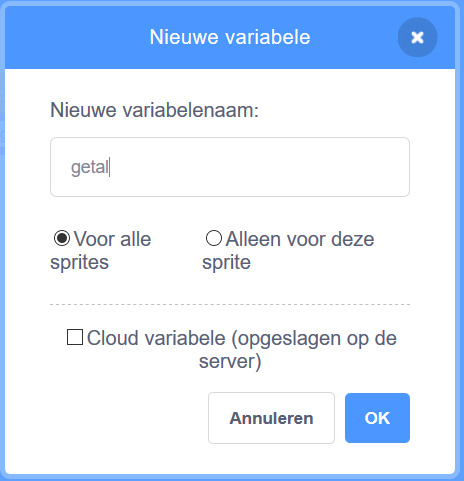 Nieuwe variabele
Nieuwe variabelenaam:
getal
Voor alle
sprites
Alleen voor deze
sprite
Cloud variabele (opgeslagen op de
server)
Annuleren
OK